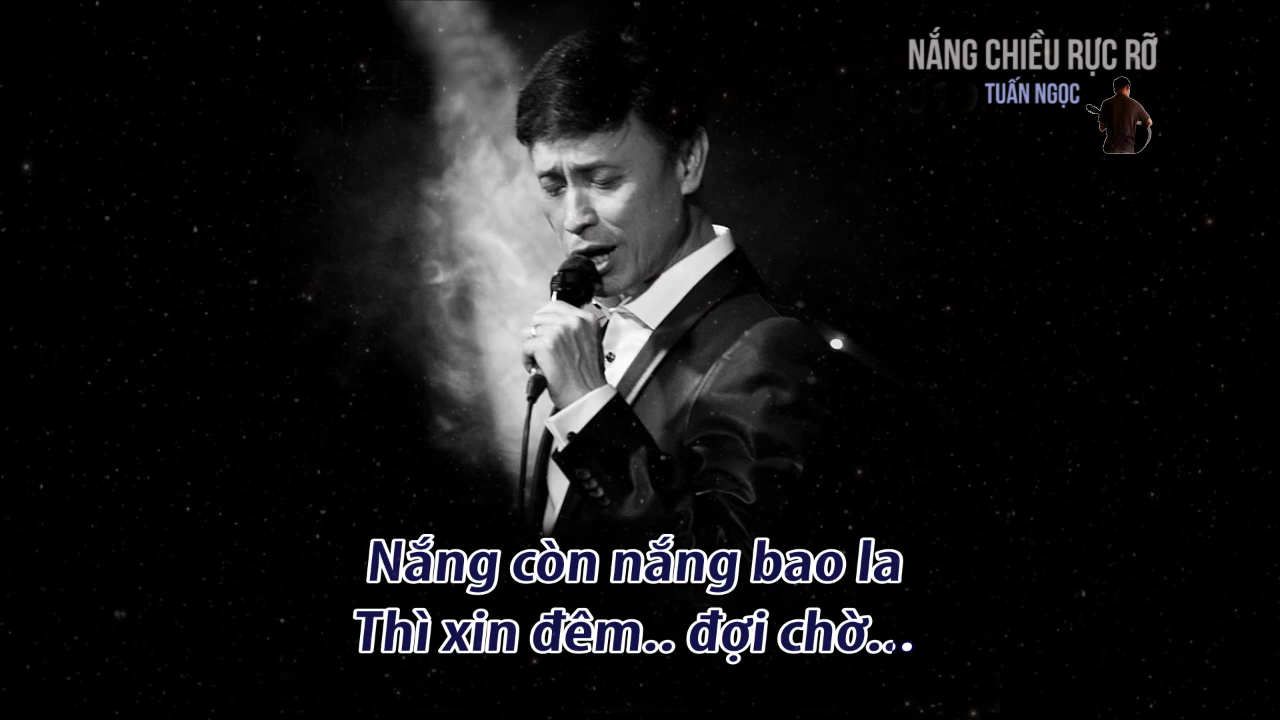 NẮNG CHIỀU RỰC RỠ
TUẤN NGỌC
Nắng còn nắng bao la
Thì xin đêm.. đợi chờ...